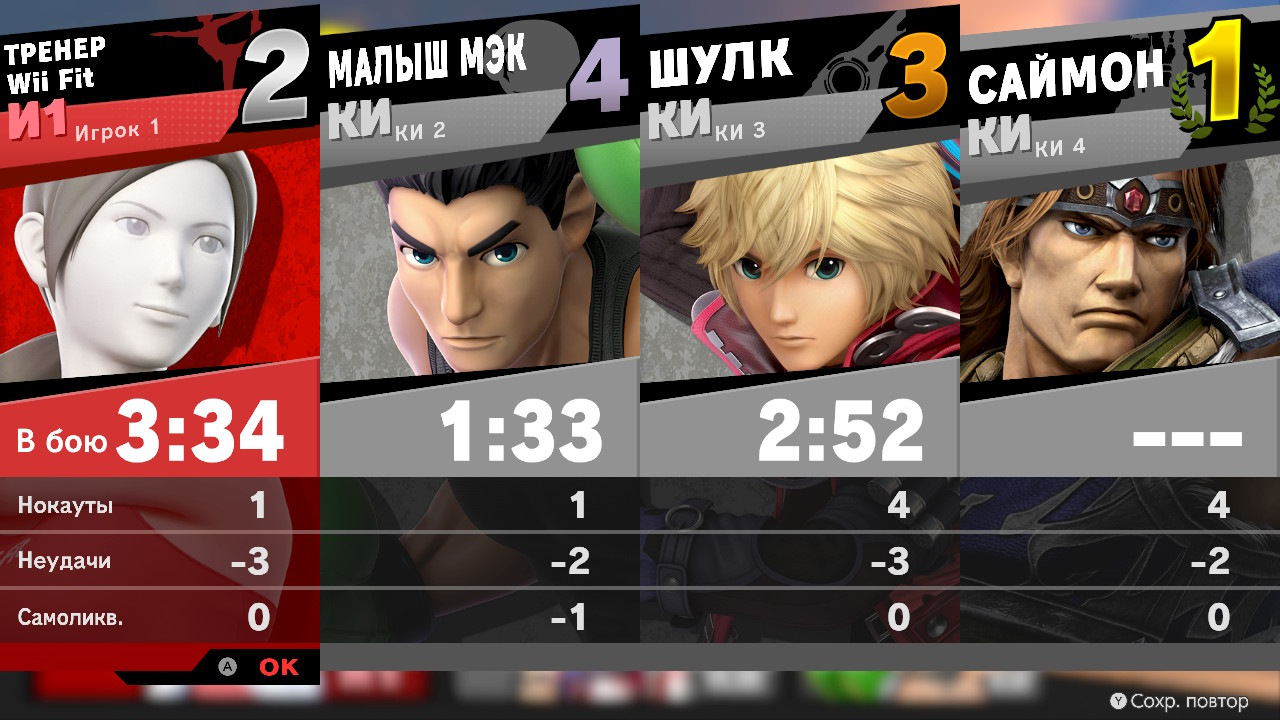 ТРЕНЕР
Wii Fit
2
И1 Игрок 1
МАЛЫШ МЭК
4
КИ КИ 2
ШУЛК
3
КИ КИ 3
САЙМОН
1
КИ КИ 4
В бою 3:34
1:33
2:52
---
Нокауты 1 1 4 4
Неудачи -3 -2 -3 -2
Самоликв. 0 -1 0 0
A OK
Y Сохр. повтор